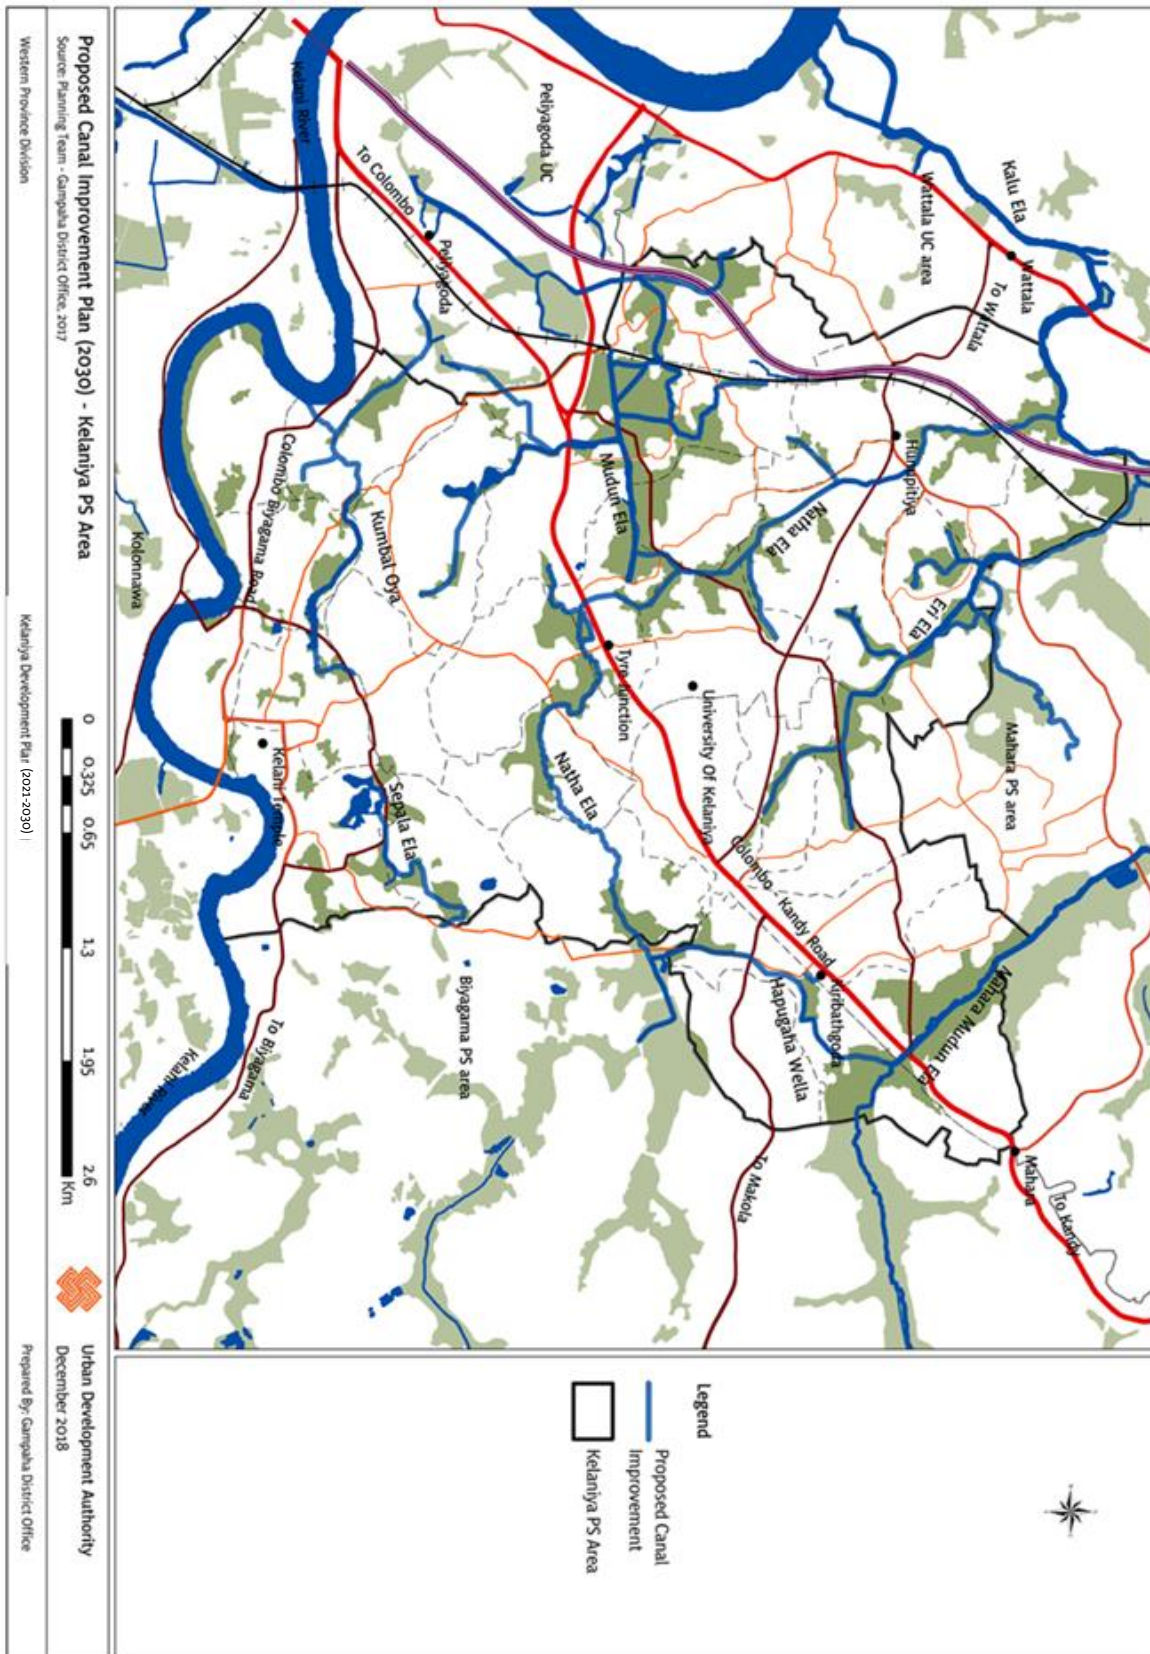 Kalu Ela
Wattala
To Wattala
Wattala UC area
Peliyagoda UC
Hunupitiya
Eri Ela
Mahara PS area
Mahara Mudun Ela
Mahara
To Kandy
Natha Ela
Mudun Ela
University Of Kelaniya
Tyre Junction
Colombo - Kandy Road
Hapugaha Wella
To Makola
Kelani River
To Colombo
Peliyagoda
Kumbal Oya
Natha Ela
Sepala Ela
Biyagama PS area
Colombo Biyagama Road
Kelani Temple
To Biyagama
Kelani River
Kolonnawa
Legend
Proposed Canal
Improvement
Kelaniya PS Area
0 0.325 0.65 1.3 1.95 2.6
Km
Proposed Canal Improvement Plan (2030) - Kelaniya PS Area
Source: Planning Team - Gampaha District Office, 2017
Urban Development Authority
December 2018
Western Province Division
Kelaniya Development Plan (2021-2030)
Prepared By: Gampaha District Office